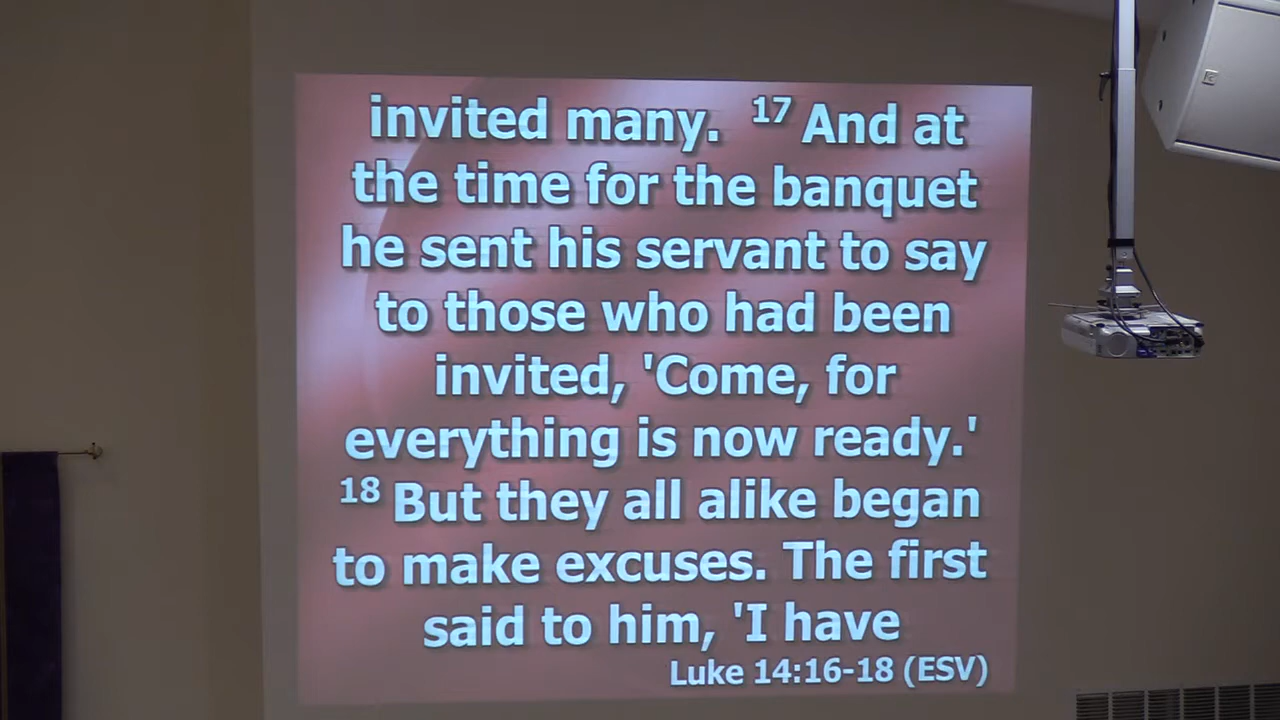 invited many. 17 And at
the time for the banquet
he sent his servant to say
to those who had been
invited, 'Come, for
everything is now ready.'
18 But they all alike began
to make excuses. The first
said to him, 'I have
Luke 14:16-18 (ESV)